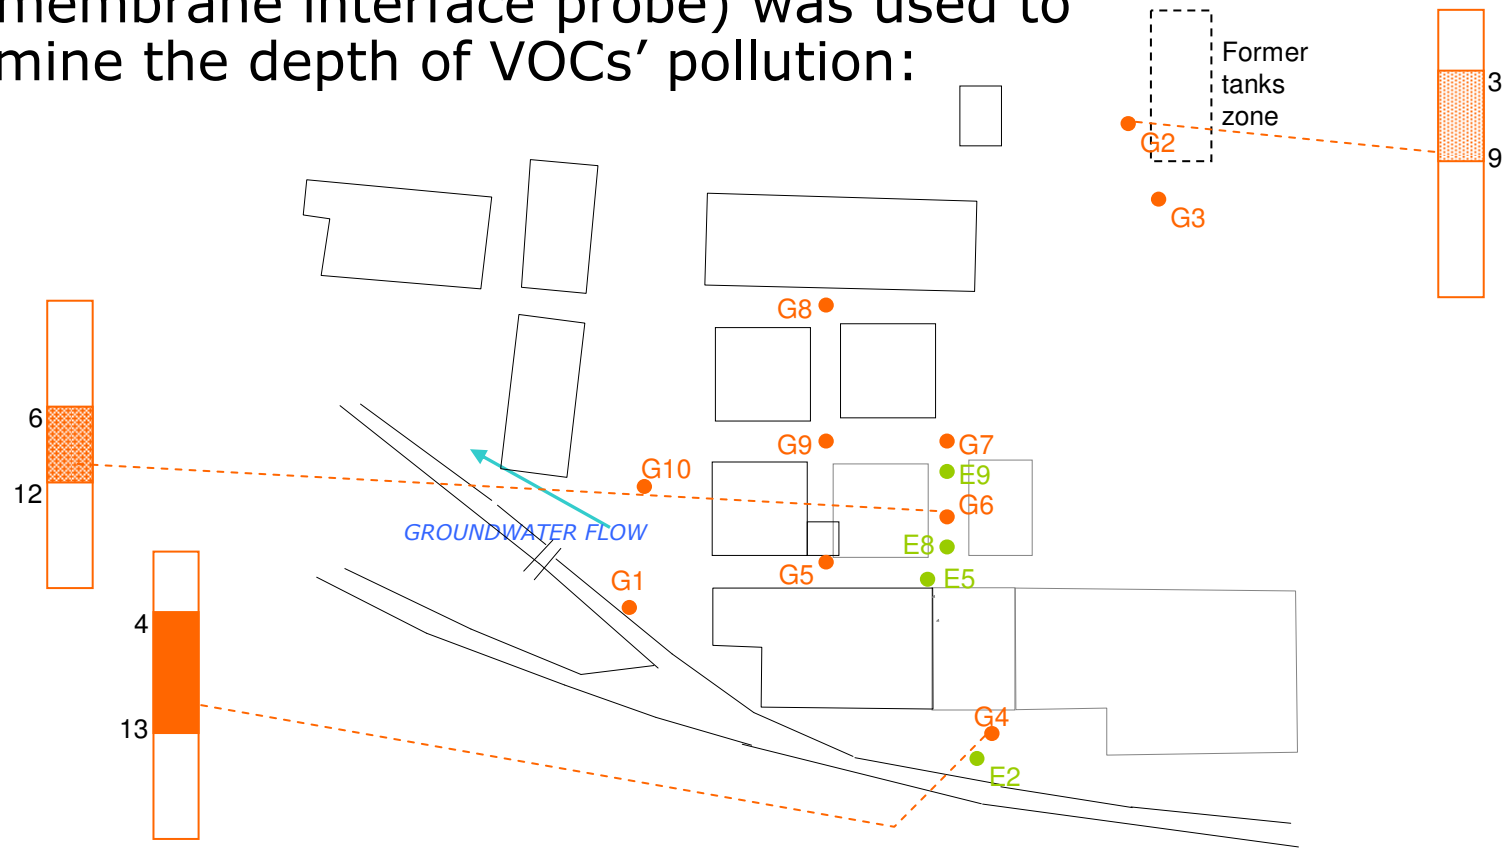 membrane interface probe) was used to
mine the depth of VOCs’ pollution:
Former
tanks
zone
3
9
G2
G3
G8
6
12
G9
G7
E9
G10
G6
GROUNDWATER FLOW
E8
G5
E5
G1
4
13
G4
E2